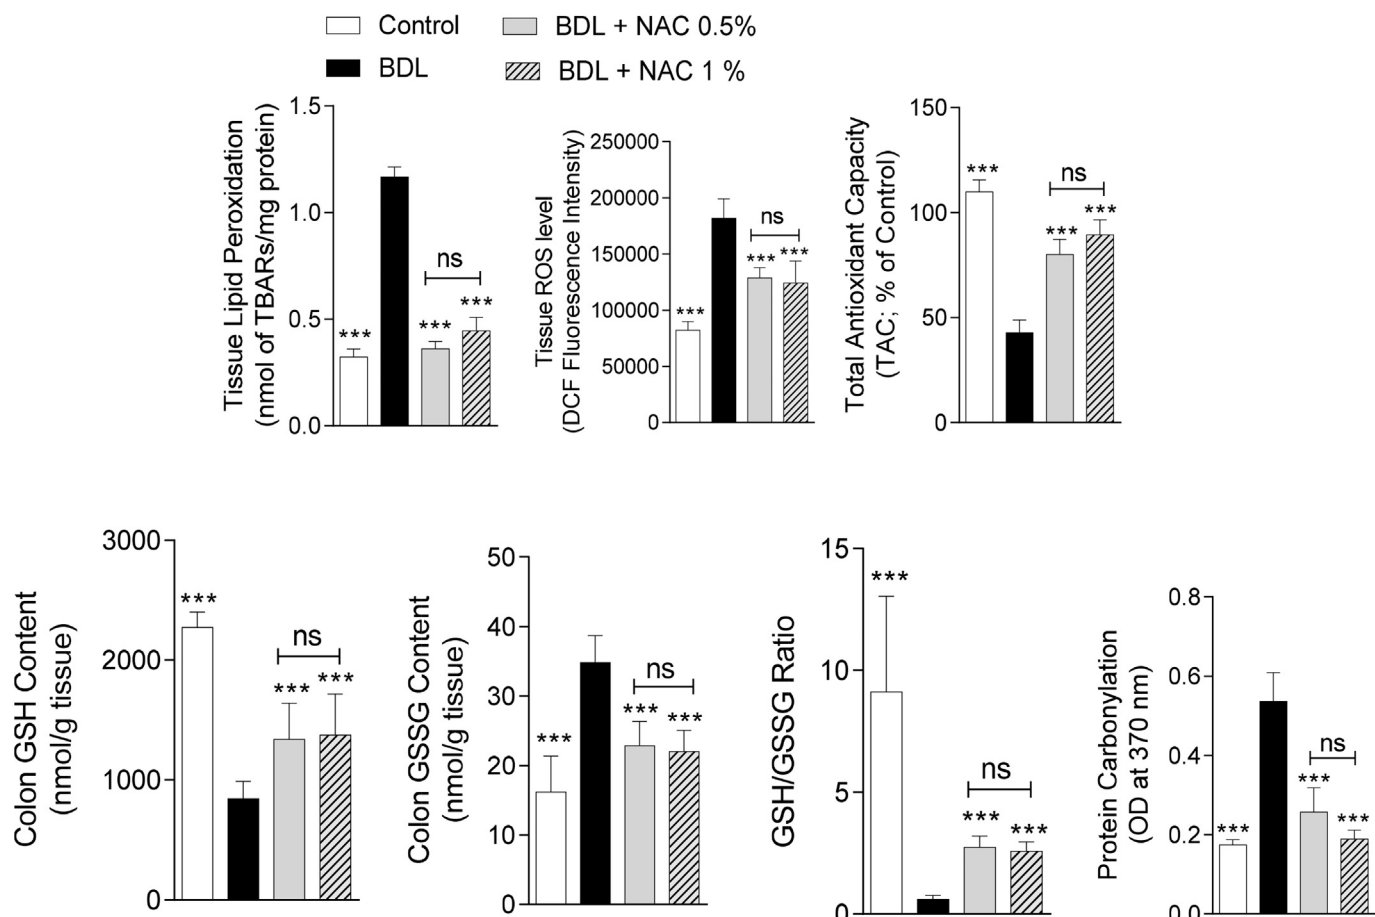 Control
BDL + NAC 0.5%
BDL
BDL + NAC 1 %
Tissue Lipid Peroxidation
(nmol of TBARs/mg protein)
1.5
1.0
0.5
0.0
***
***
***
ns
Tissue ROS level
(DCF Fluorescence Intensity)
250000
200000
150000
100000
50000
0
***
***
***
ns
Total Antioxidant Capacity
(TAC; % of Control)
150
100
50
0
***
***
***
ns
Colon GSH Content
(nmol/g tissue)
3000
2000
1000
0
***
***
***
ns
Colon GSSG Content
(nmol/g tissue)
50
40
30
20
10
0
***
***
***
ns
GSH/GSSG Ratio
15
10
5
0
***
***
***
ns
Protein Carbonylation
(OD at 370 nm)
0.8
0.6
0.4
0.2
0.0
***
***
***
ns